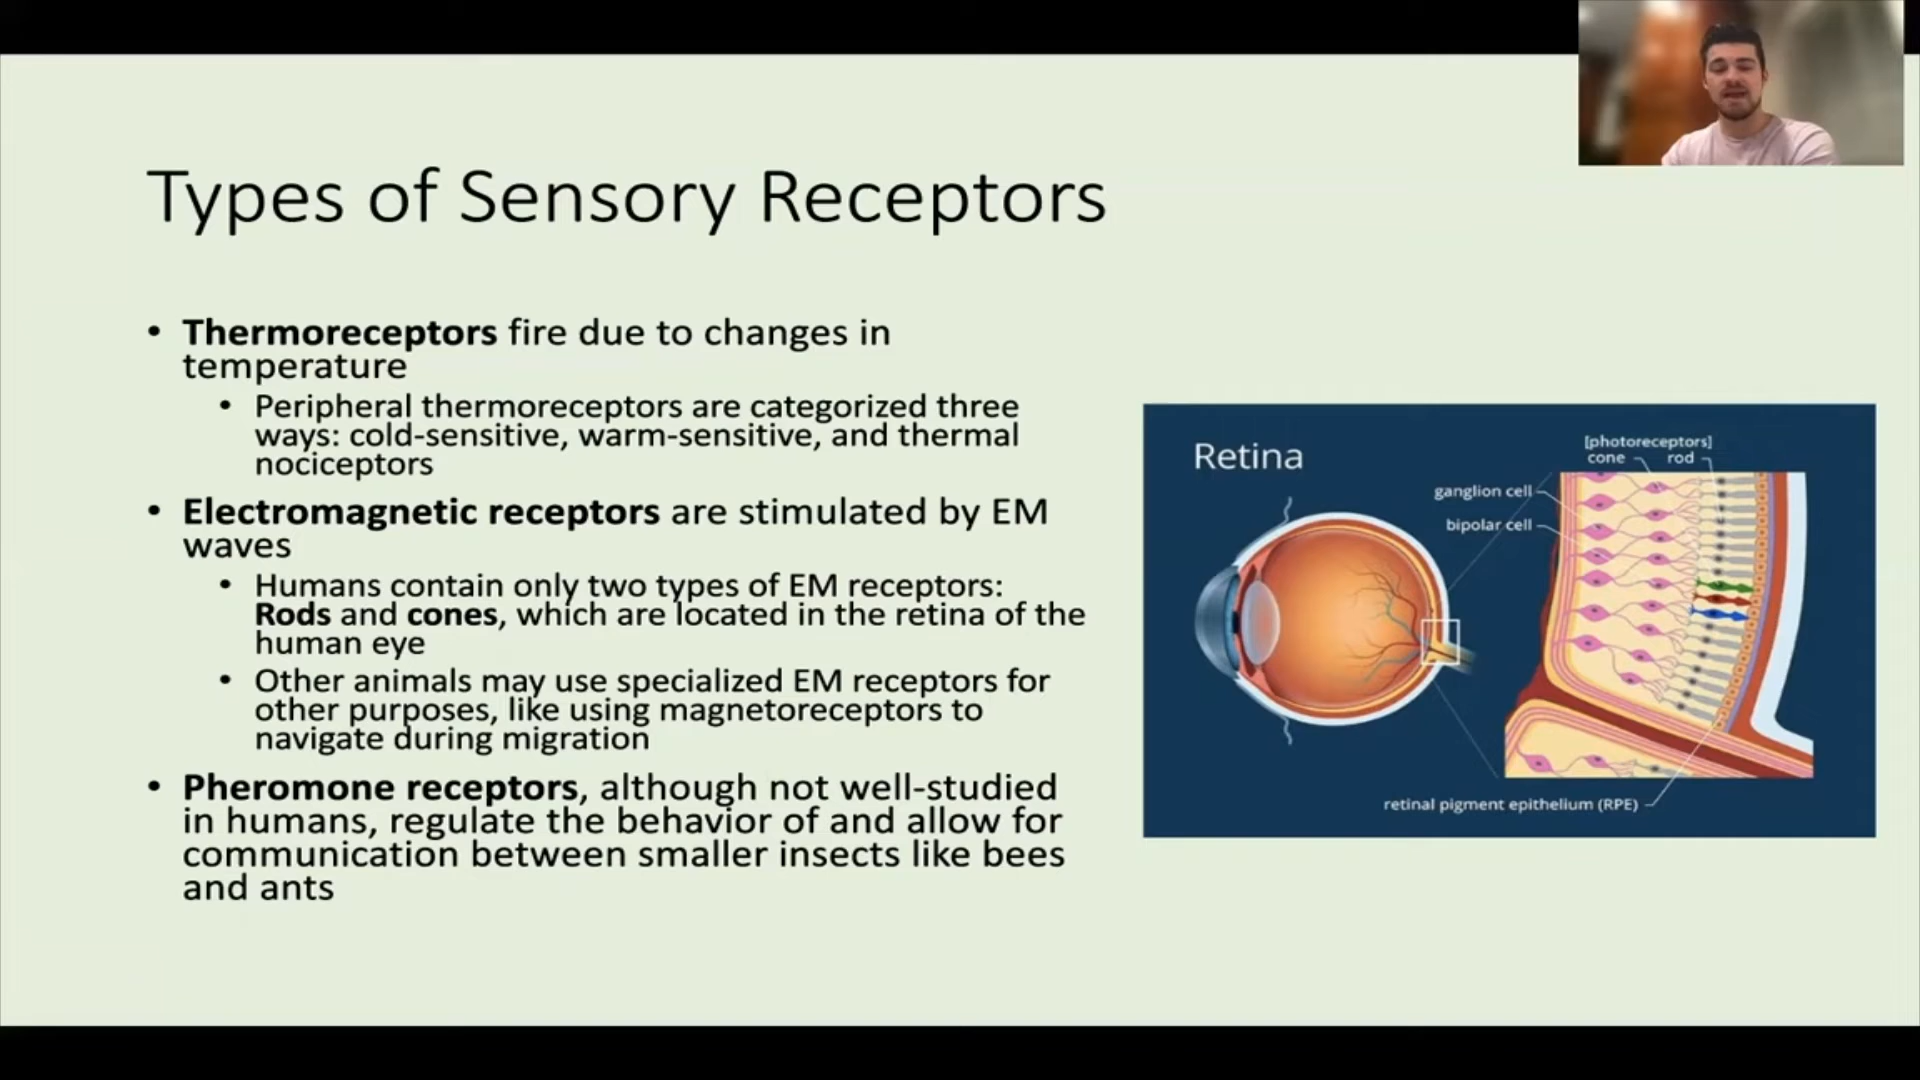 Types of Sensory Receptors
• Thermoreceptors fire due to changes in
temperature
• Peripheral thermoreceptors are categorized three
ways: cold-sensitive, warm-sensitive, and thermal
nociceptors
• Electromagnetic receptors are stimulated by EM
waves
• Humans contain only two types of EM receptors:
Rods and cones, which are located in the retina of the
human eye
• Other animals may use specialized EM receptors for
other purposes, like using magnetoreceptors to
navigate during migration
• Pheromone receptors, although not well-studied
in humans, regulate the behavior of and allow for
communication between smaller insects like bees
and ants
Retina
[photoreceptors]
cone rod
ganglion cell
bipolar cell
retinal pigment epithelium (RPE)